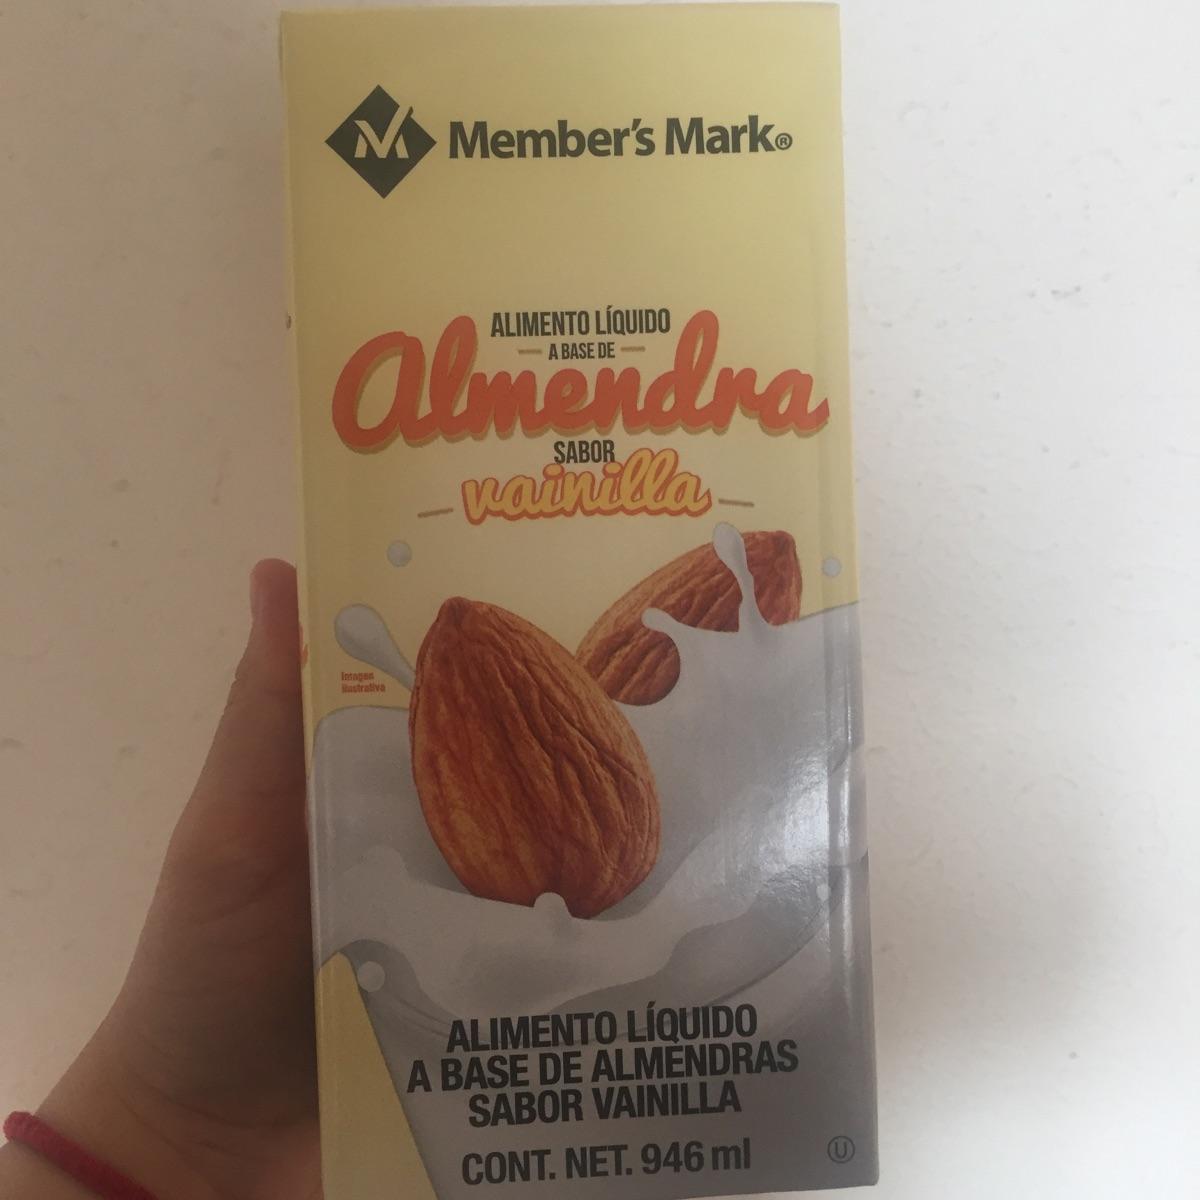 Member's Mark®
ALIMENTO LÍQUIDO
A BASE DE
Almendra
SABOR
vainilla
Imagen
ilustrativa
ALIMENTO LÍQUIDO
A BASE DE ALMENDRAS
SABOR VAINILLA
CONT. NET. 946 ml
U